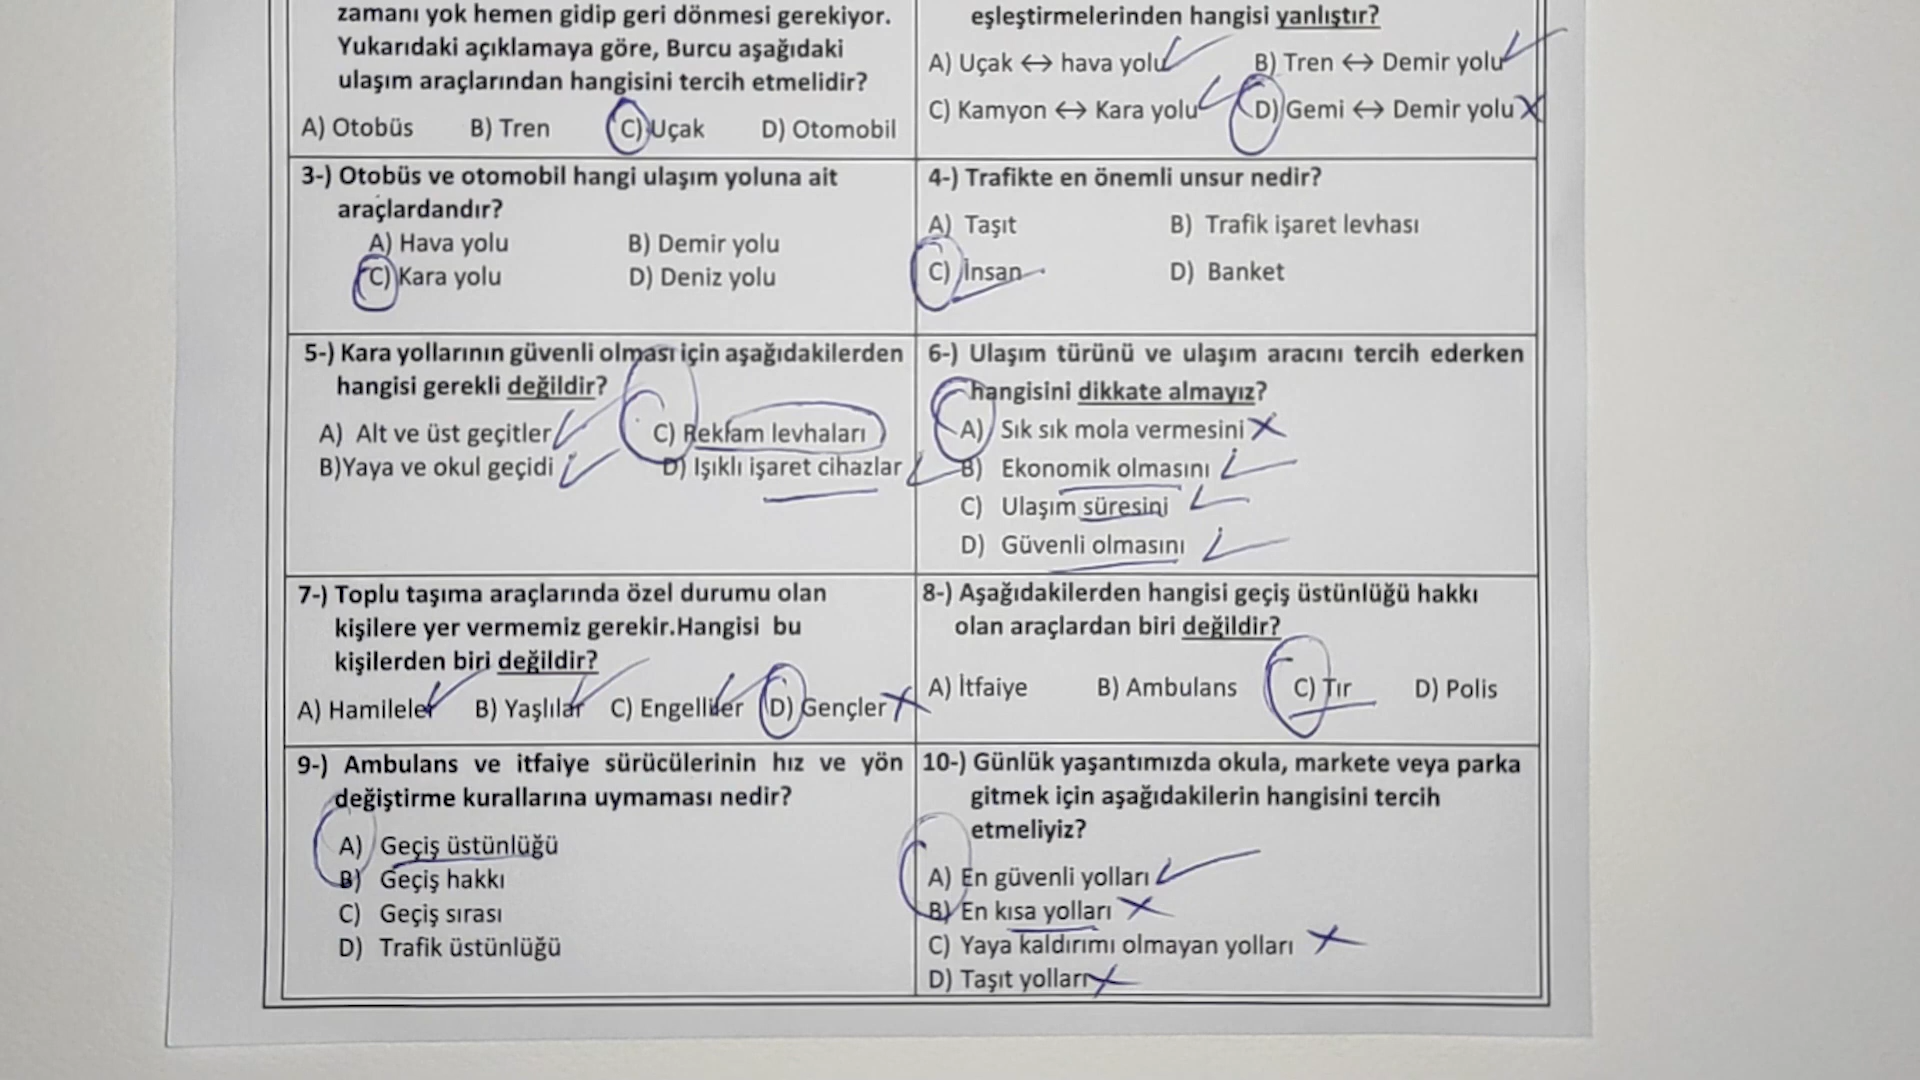 zamanı yok hemen gidip geri dönmesi gerekiyor.
Yukarıdaki açıklamaya göre, Burcu aşağıdaki
ulaşım araçlarından hangisini tercih etmelidir?
A) Otobüs B) Tren C) Uçak D) Otomobil
eşleştirmelerinden hangisi yanlıştır?
A) Uçak ↔ hava yolu B) Tren ↔ Demir yolu
C) Kamyon ↔ Kara yolu D) Gemi ↔ Demir yolu
3-) Otobüs ve otomobil hangi ulaşım yoluna ait
araçlardandır?
A) Hava yolu B) Demir yolu
C) Kara yolu D) Deniz yolu
4-) Trafikte en önemli unsur nedir?
A) Taşıt B) Trafik işaret levhası
C) İnsan D) Banket
5-) Kara yollarının güvenli olması için aşağıdakilerden
hangisi gerekli değildir?
A) Alt ve üst geçitler C) Reklam levhaları
B)Yaya ve okul geçidi D) Işıklı işaret cihazlar
6-) Ulaşım türünü ve ulaşım aracını tercih ederken
hangisini dikkate almayız?
A) Sık sık mola vermesini
B) Ekonomik olmasını
C) Ulaşım süresini
D) Güvenli olmasını
7-) Toplu taşıma araçlarında özel durumu olan
kişilere yer vermemiz gerekir.Hangisi bu
kişilerden biri değildir?
A) Hamileler B) Yaşlılar C) Engelliler D) Gençler
8-) Aşağıdakilerden hangisi geçiş üstünlüğü hakkı
olan araçlardan biri değildir?
A) İtfaiye B) Ambulans C) Tır D) Polis
9-) Ambulans ve itfaiye sürücülerinin hız ve yön
değiştirme kurallarına uymaması nedir?
A) Geçiş üstünlüğü
B) Geçiş hakkı
C) Geçiş sırası
D) Trafik üstünlüğü
10-) Günlük yaşantımızda okula, markete veya parka
gitmek için aşağıdakilerin hangisini tercih
etmeliyiz?
A) En güvenli yolları
B) En kısa yolları
C) Yaya kaldırımı olmayan yolları
D) Taşıt yolları